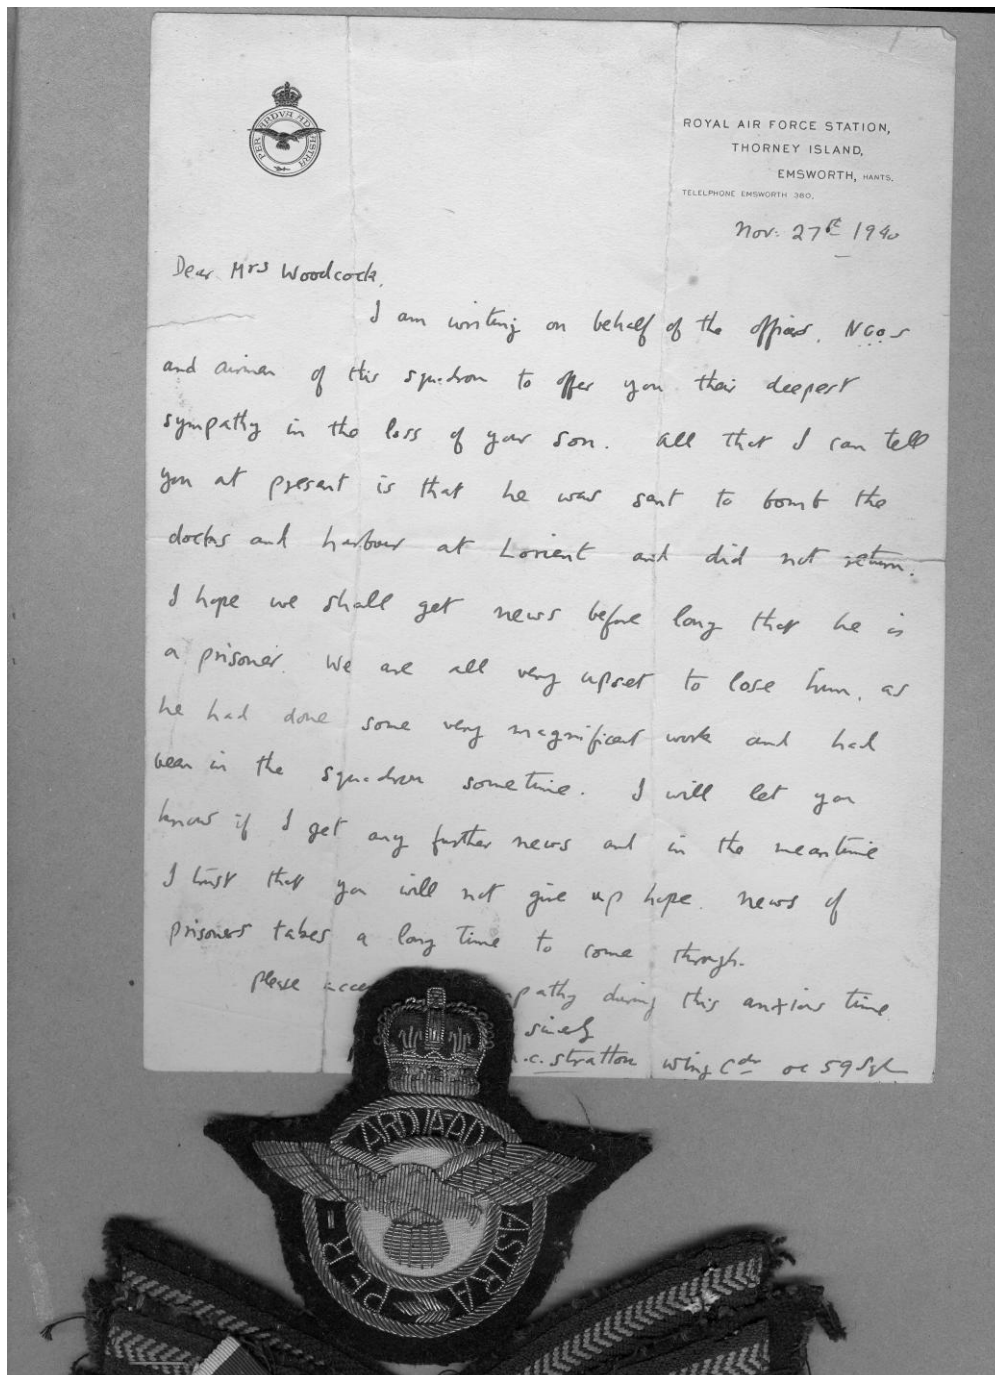 PER ARDVA AD ASTRA
ROYAL AIR FORCE STATION,
THORNEY ISLAND,
EMSWORTH, HANTS.
TELELPHONE EMSWORTH 380.
Nov. 27th 1940
Dear Mrs Woodcock,
I am writing on behalf of the officers, NCOs
and airmen of this squadron to offer you their deepest
sympathy in the loss of your son. All that I can tell
you at present is that he was sent to bomb the
docks and harbour at Lorient and did not return.
I hope we shall get news before long that he is
a prisoner. We are all very upset to lose him, as
he had done some very magnificent work and had
been in the squadron sometime. I will let you
know if I get any further news and in the meantime
I trust that you will not give up hope. News of
prisoners takes a long time to come through.
Please acce pathy during this anxious time
sincerely
.C. Stratton Wing Cdr oc 59 Sqn
PER ARDVA AD ASTRA